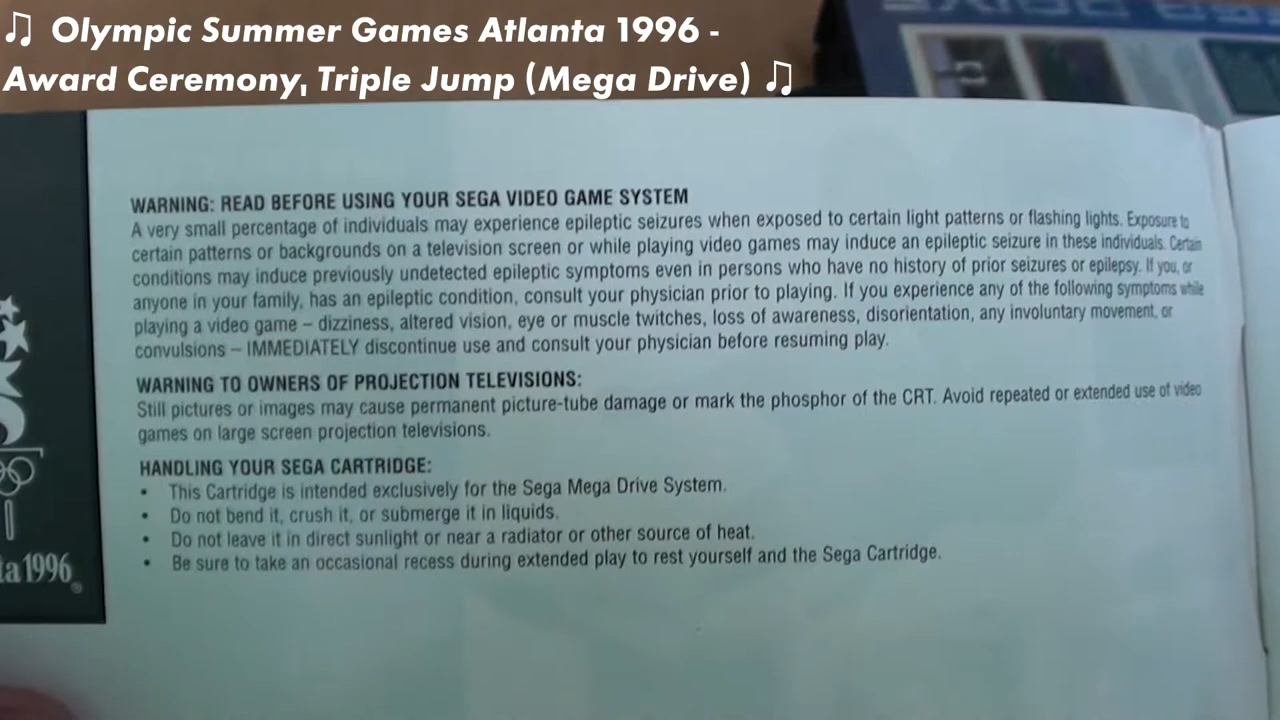 ♫ Olympic Summer Games Atlanta 1996 -
Award Ceremony, Triple Jump (Mega Drive) ♫
WARNING: READ BEFORE USING YOUR SEGA VIDEO GAME SYSTEM
A very small percentage of individuals may experience epileptic seizures when exposed to certain light patterns or flashing lights. Exposure to
certain patterns or backgrounds on a television screen or while playing video games may induce an epileptic seizure in these individuals. Certain
conditions may induce previously undetected epileptic symptoms even in persons who have no history of prior seizures or epilepsy. If you, or
anyone in your family, has an epileptic condition, consult your physician prior to playing. If you experience any of the following symptoms while
playing a video game – dizziness, altered vision, eye or muscle twitches, loss of awareness, disorientation, any involuntary movement, or
convulsions – IMMEDIATELY discontinue use and consult your physician before resuming play.
WARNING TO OWNERS OF PROJECTION TELEVISIONS:
Still pictures or images may cause permanent picture-tube damage or mark the phosphor of the CRT. Avoid repeated or extended use of video
games on large screen projection televisions.
HANDLING YOUR SEGA CARTRIDGE:
• This Cartridge is intended exclusively for the Sega Mega Drive System.
• Do not bend it, crush it, or submerge it in liquids.
• Do not leave it in direct sunlight or near a radiator or other source of heat.
• Be sure to take an occasional recess during extended play to rest yourself and the Sega Cartridge.
ta 1996®